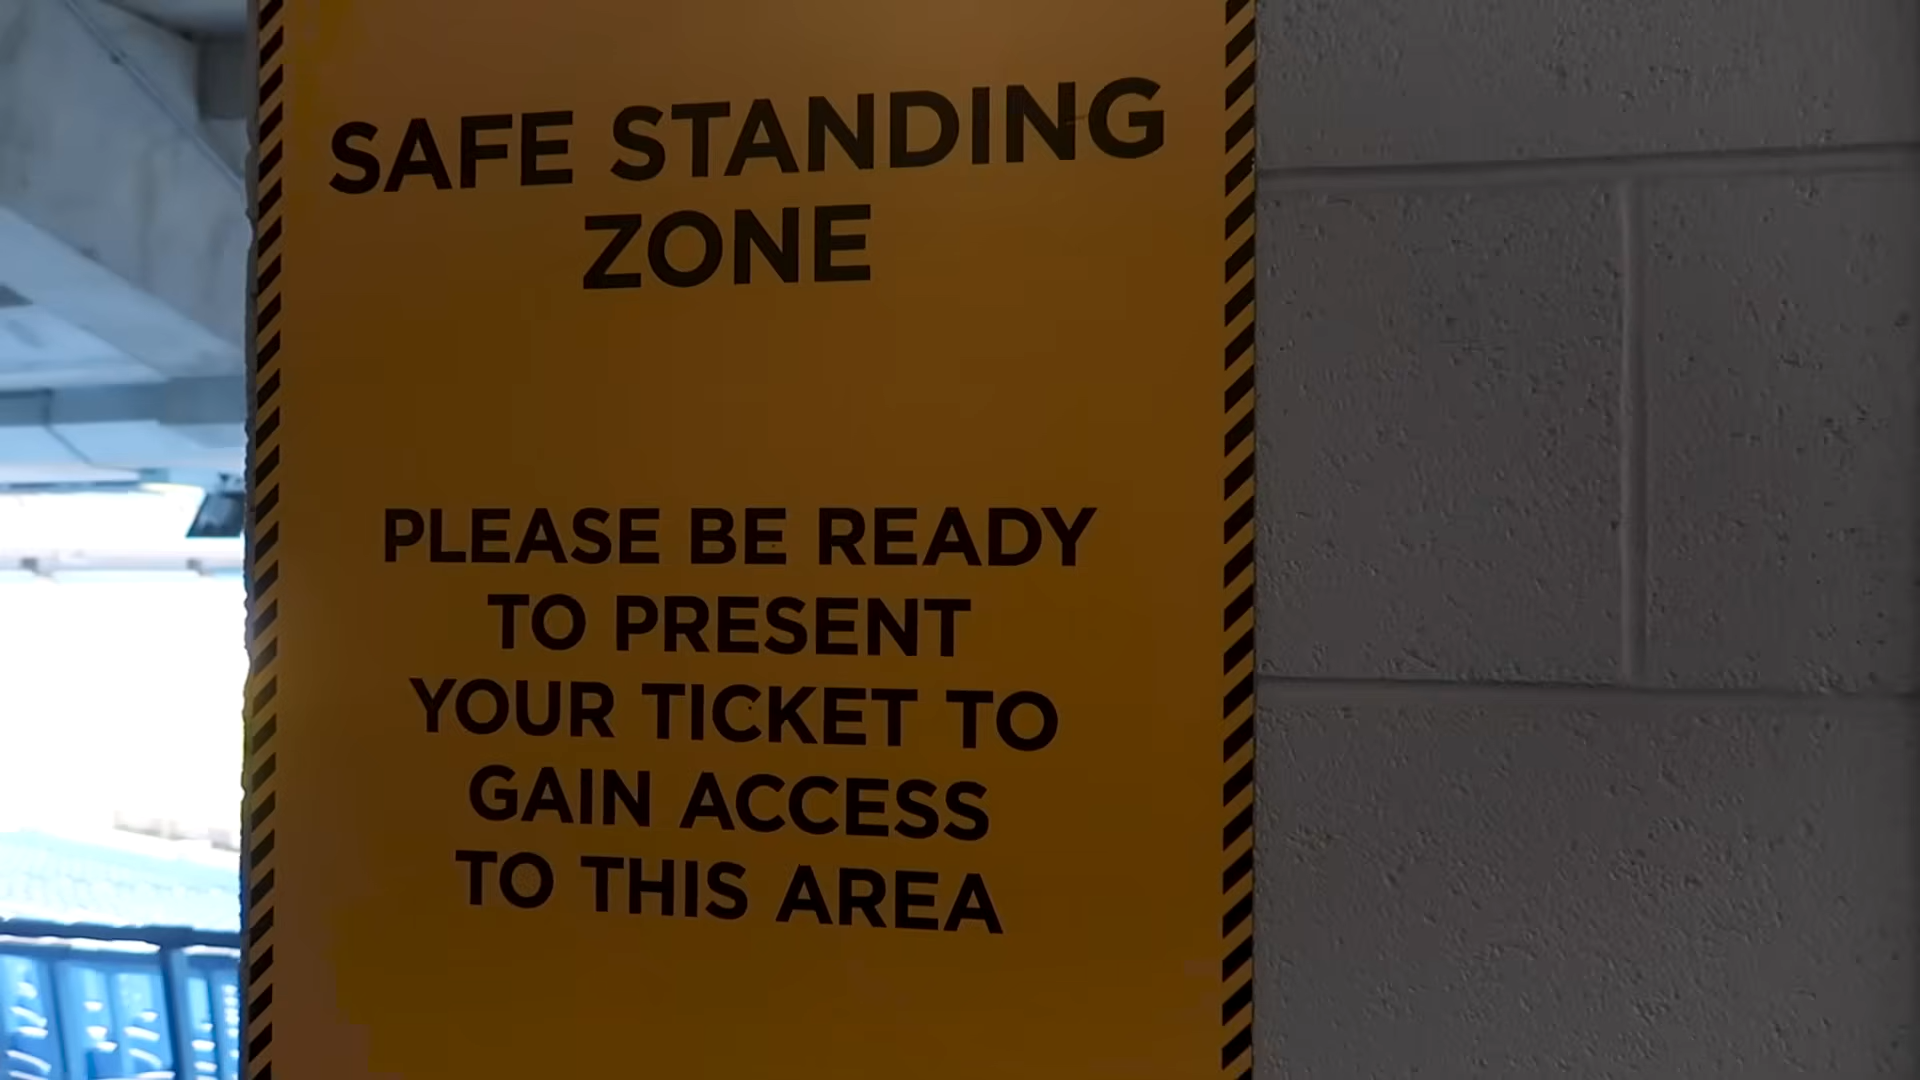 SAFE STANDING
ZONE
PLEASE BE READY
TO PRESENT
YOUR TICKET TO
GAIN ACCESS
TO THIS AREA